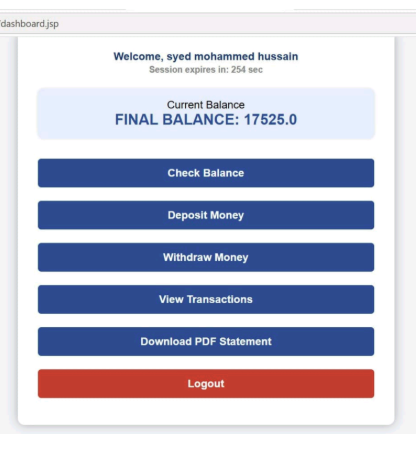 /dashboard.jsp
Welcome, syed mohammed hussain
Session expires in: 254 sec
Current Balance
FINAL BALANCE: 17525.0
Check Balance
Deposit Money
Withdraw Money
View Transactions
Download PDF Statement
Logout